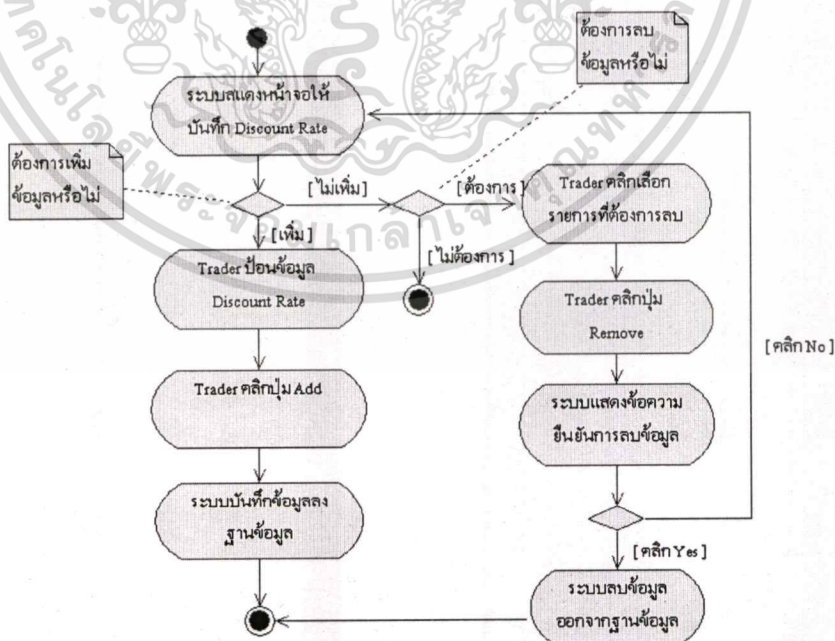 ต้องการลบ
ข้อมูลหรือไม่
ระบบแสดงหน้าจอให้
บันทึก Discount Rate
ต้องการเพิ่ม
ข้อมูลหรือไม่
[ ไม่เพิ่ม ]
[ ต้องการ ]
Trader คลิกเลือก
รายการที่ต้องการลบ
[ เพิ่ม ]
[ ไม่ต้องการ ]
Trader ป้อนข้อมูล
Discount Rate
Trader คลิกปุ่ม
Remove
[ คลิก No ]
Trader คลิกปุ่ม Add
ระบบแสดงข้อความ
ยืนยันการลบข้อมูล
ระบบบันทึกข้อมูลลง
ฐานข้อมูล
[ คลิก Yes ]
ระบบลบข้อมูล
ออกจากฐานข้อมูล